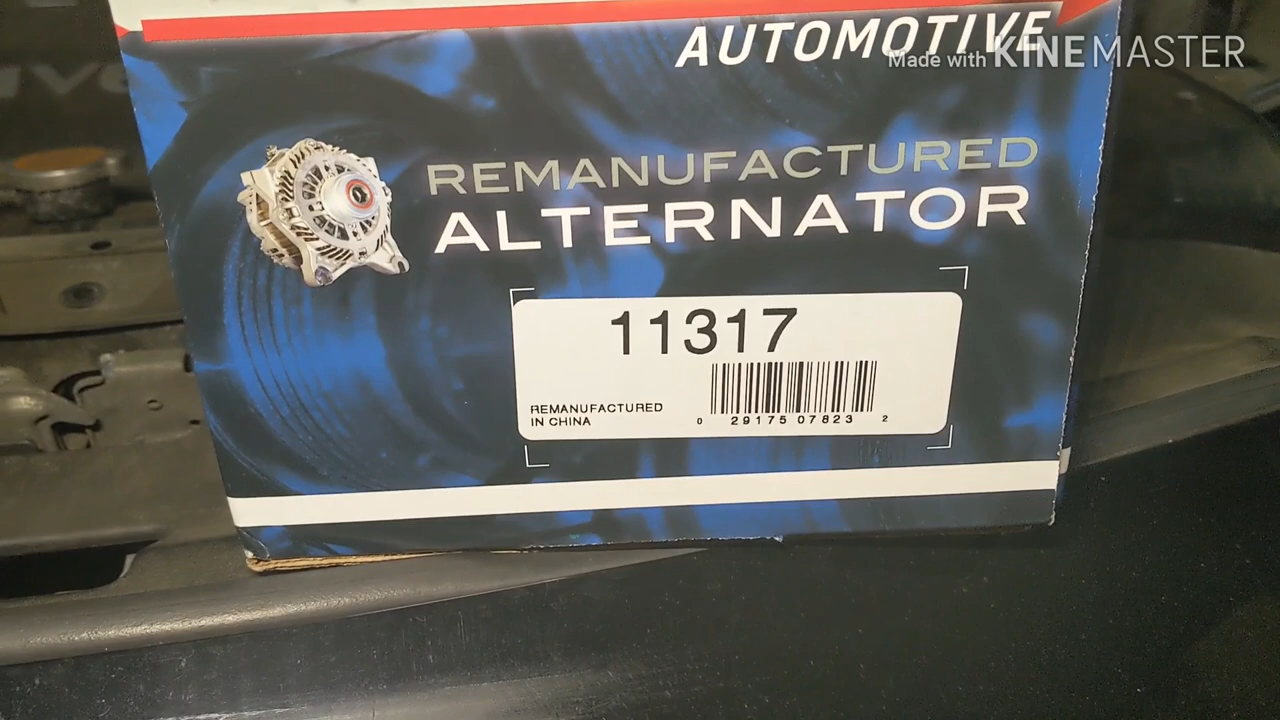 AUTOMOTIVE
Made with KINEMASTER
REMANUFACTURED
ALTERNATOR
11317
REMANUFACTURED
IN CHINA
0 29175 07823 2